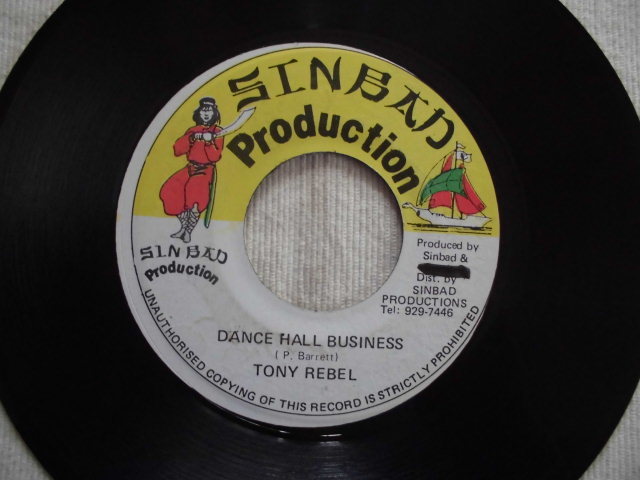 SINBAD
Production
SINBAD
Production
Produced by
Sinbad &
Dist. by
SINBAD
PRODUCTIONS
Tel: 929-7446
DANCE HALL BUSINESS
( P. Barrett)
TONY REBEL
UNAUTHORISED COPYING OF THIS RECORD IS STRICTLY PROHIBITED